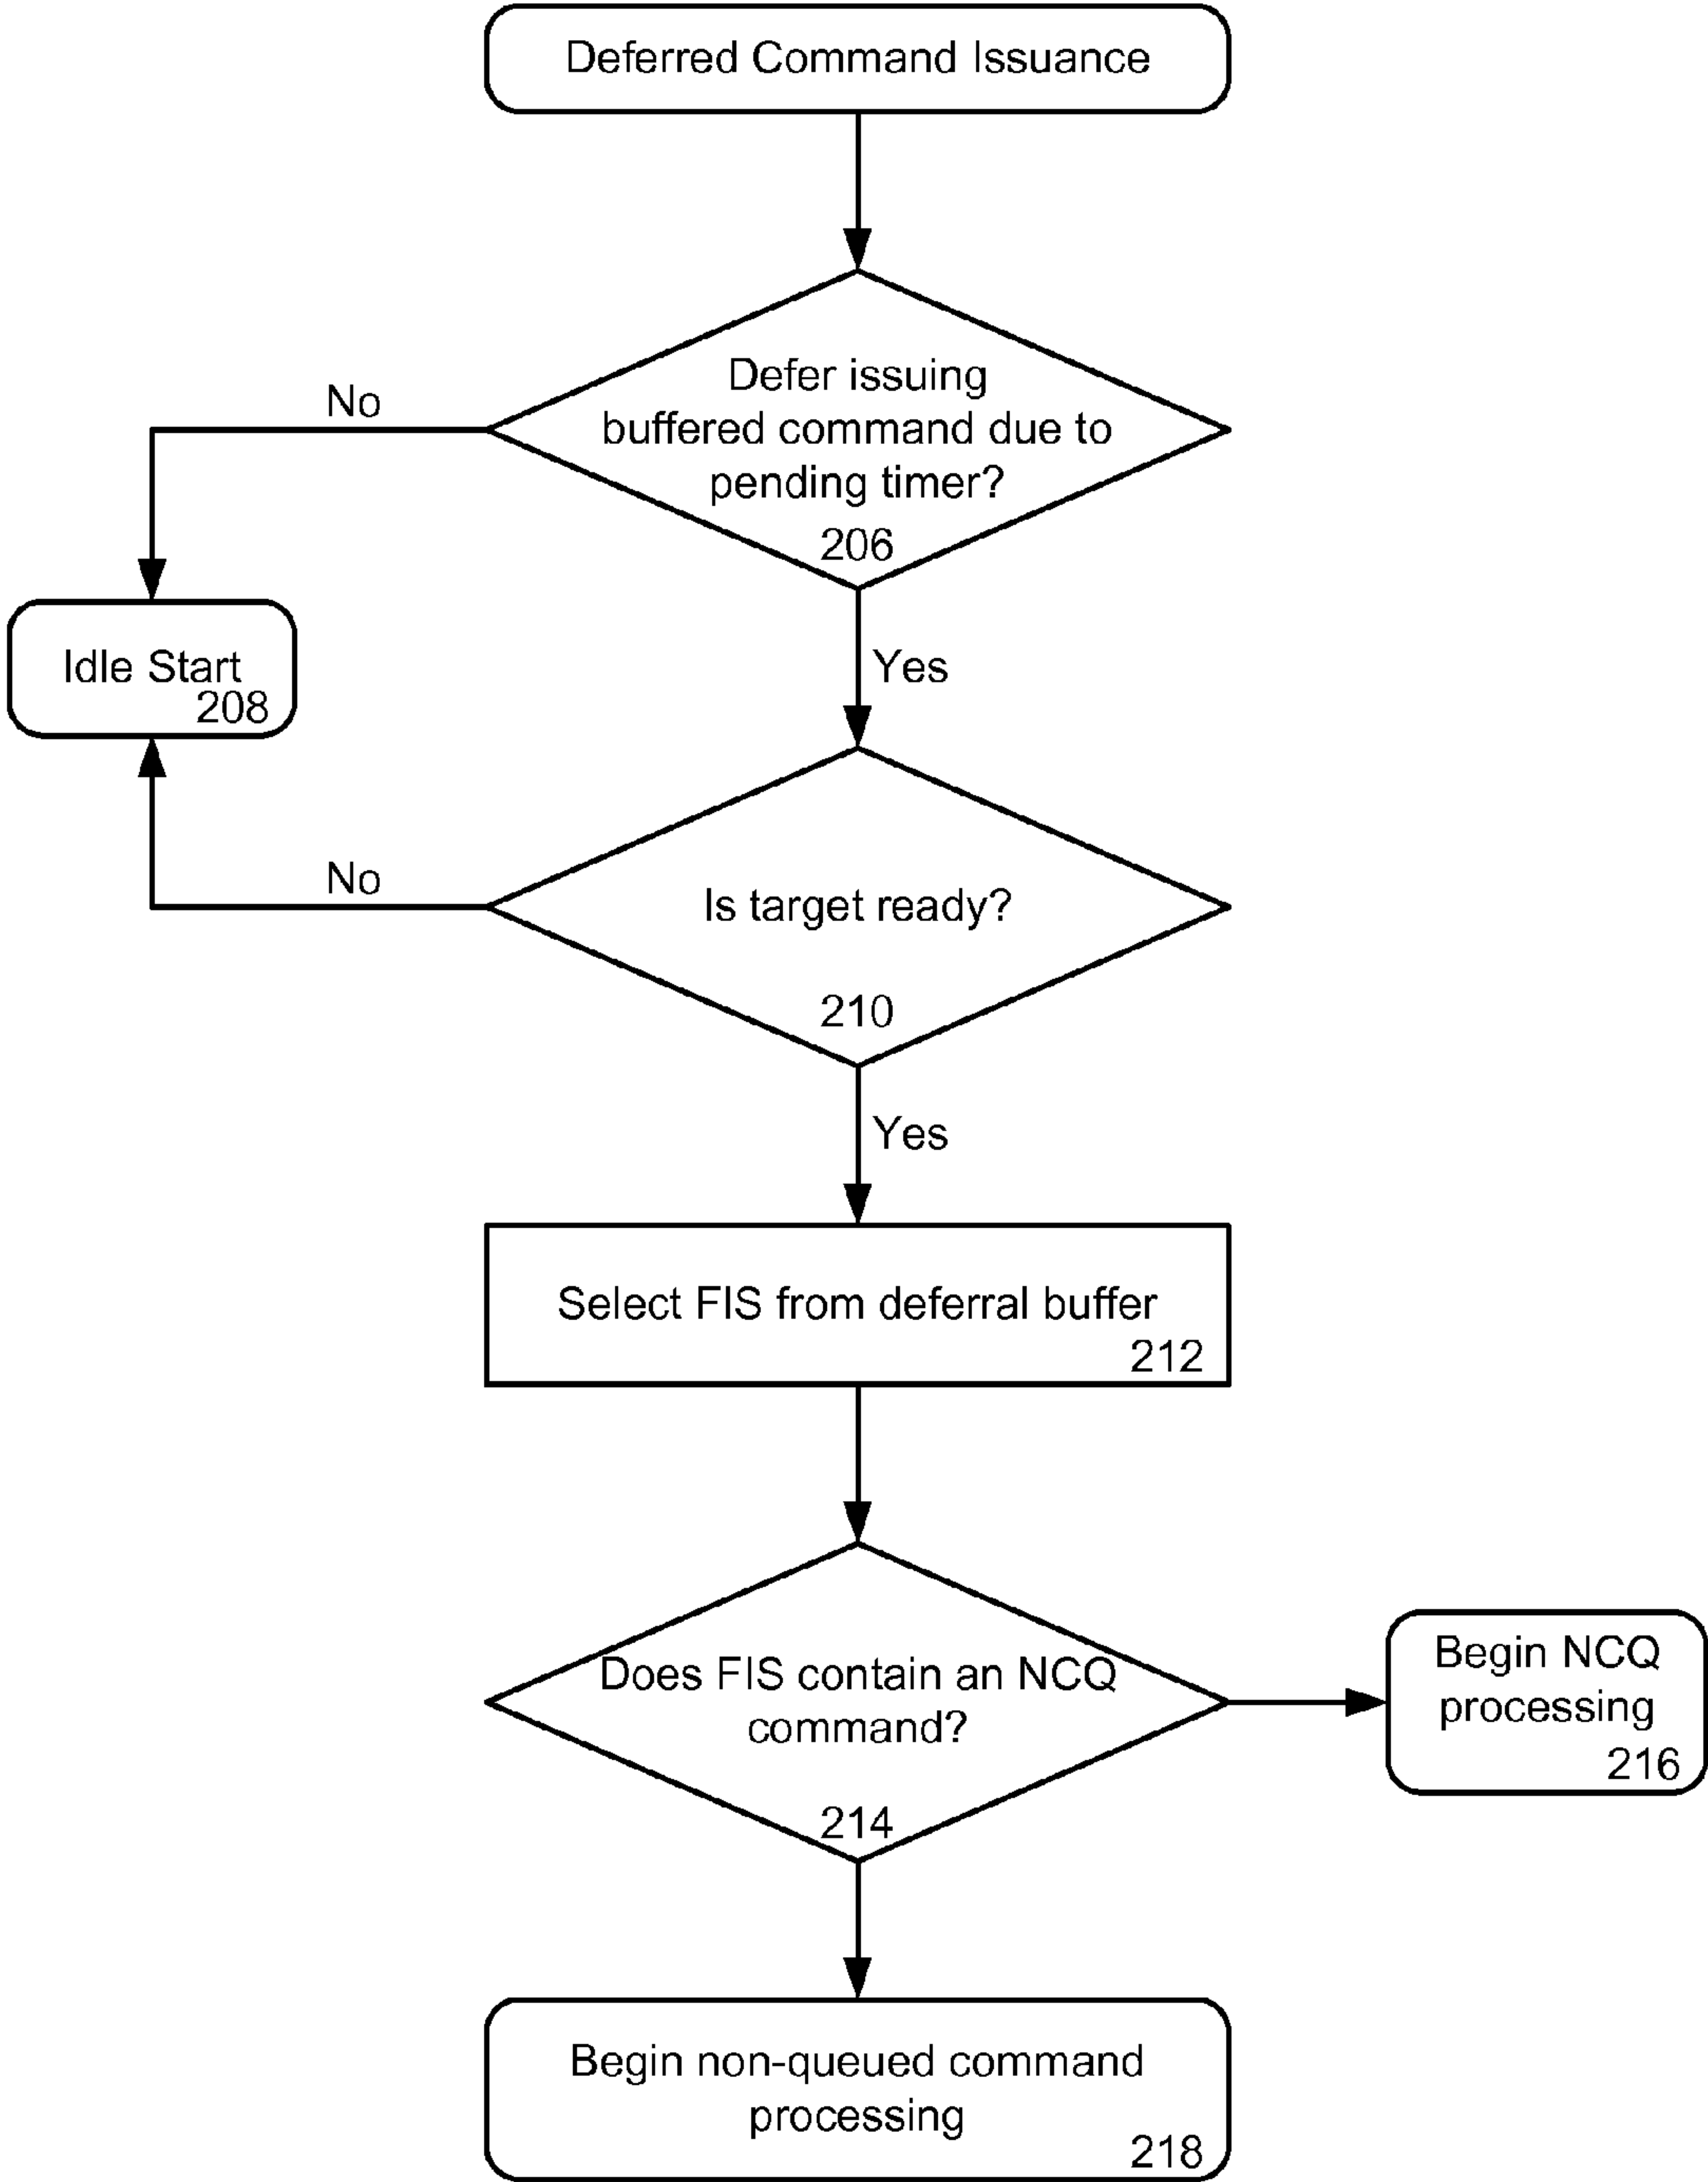 Deferred Command Issuance
Defer issuing
buffered command due to
pending timer?
206
No
Idle Start
208
Yes
Is target ready?
210
No
Yes
Select FIS from deferral buffer
212
Does FIS contain an NCQ
command?
214
Begin NCQ
processing
216
Begin non-queued command
processing
218